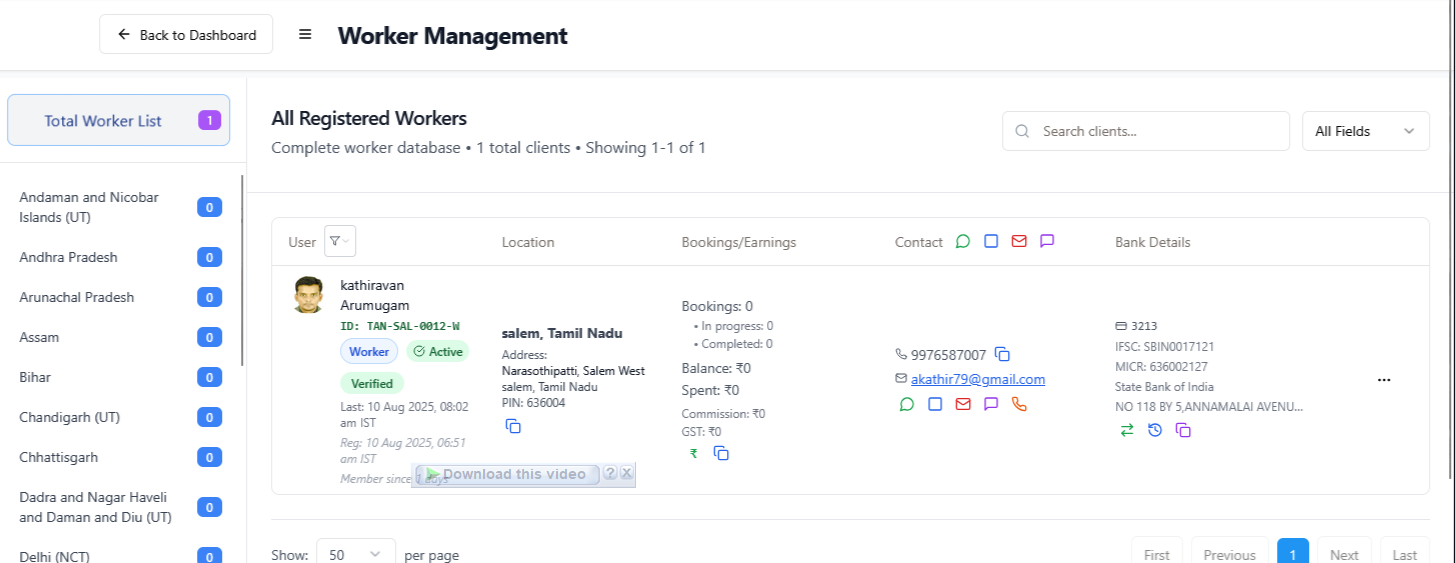 Back to Dashboard
Worker Management
Total Worker List 1
Andaman and Nicobar
Islands (UT) 0
Andhra Pradesh 0
Arunachal Pradesh 0
Assam 0
Bihar 0
Chandigarh (UT) 0
Chhattisgarh 0
Dadra and Nagar Haveli
and Daman and Diu (UT) 0
Delhi (NCT) 0
All Registered Workers
Complete worker database • 1 total clients • Showing 1-1 of 1
Search clients...
All Fields
User
Location
Bookings/Earnings
Contact
Bank Details
kathiravan
Arumugam
ID: TAN-SAL-0012-W
Worker
Active
Verified
Last: 10 Aug 2025, 08:02
am IST
Reg: 10 Aug 2025, 06:51
am IST
Member since 1 days
Download this video
?
X
salem, Tamil Nadu
Address:
Narasothipatti, Salem West
salem, Tamil Nadu
PIN: 636004
Bookings: 0
• In progress: 0
• Completed: 0
Balance: ₹0
Spent: ₹0
Commission: ₹0
GST: ₹0
₹
9976587007
akathir79@gmail.com
3213
IFSC: SBIN0017121
MICR: 636002127
State Bank of India
NO 118 BY 5,ANNAMALAI AVENU...
...
Show: 50 per page
First
Previous
1
Next
Last